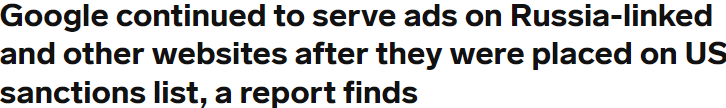 Google continued to serve ads on Russia-linked
and other websites after they were placed on US
sanctions list, a report finds